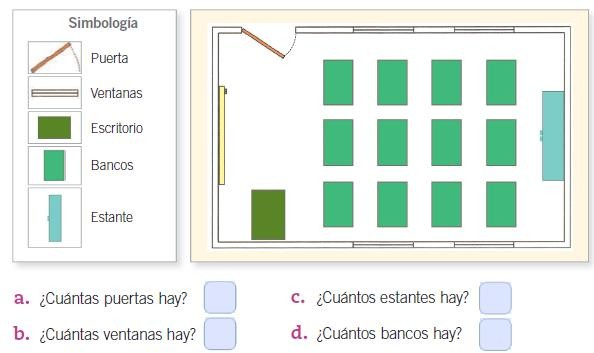 Simbología
Puerta
Ventanas
Escritorio
Bancos
Estante
a. ¿Cuántas puertas hay?
b. ¿Cuántas ventanas hay?
c. ¿Cuántos estantes hay?
d. ¿Cuántos bancos hay?